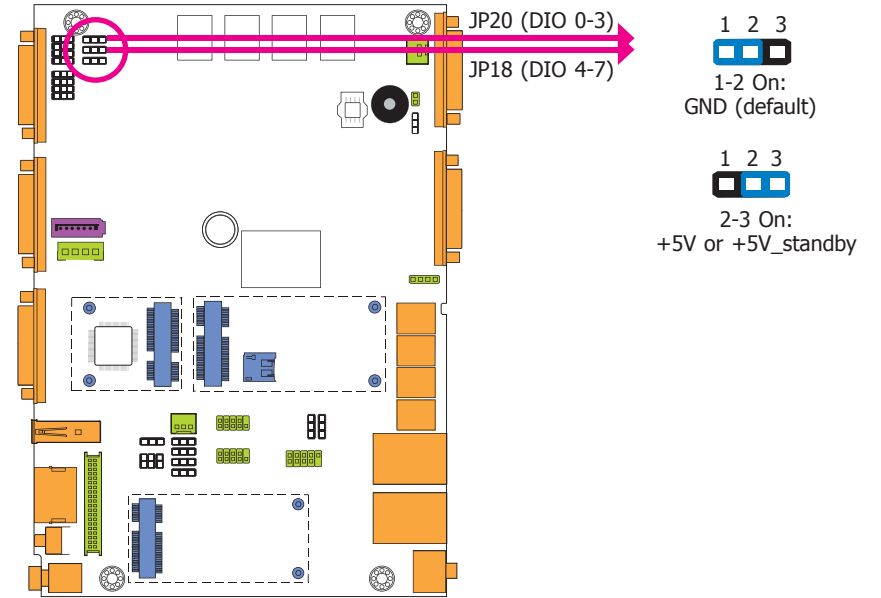 JP20 (DIO 0-3)
JP18 (DIO 4-7)
1 2 3
1-2 On:
GND (default)
1 2 3
2-3 On:
+5V or +5V_standby